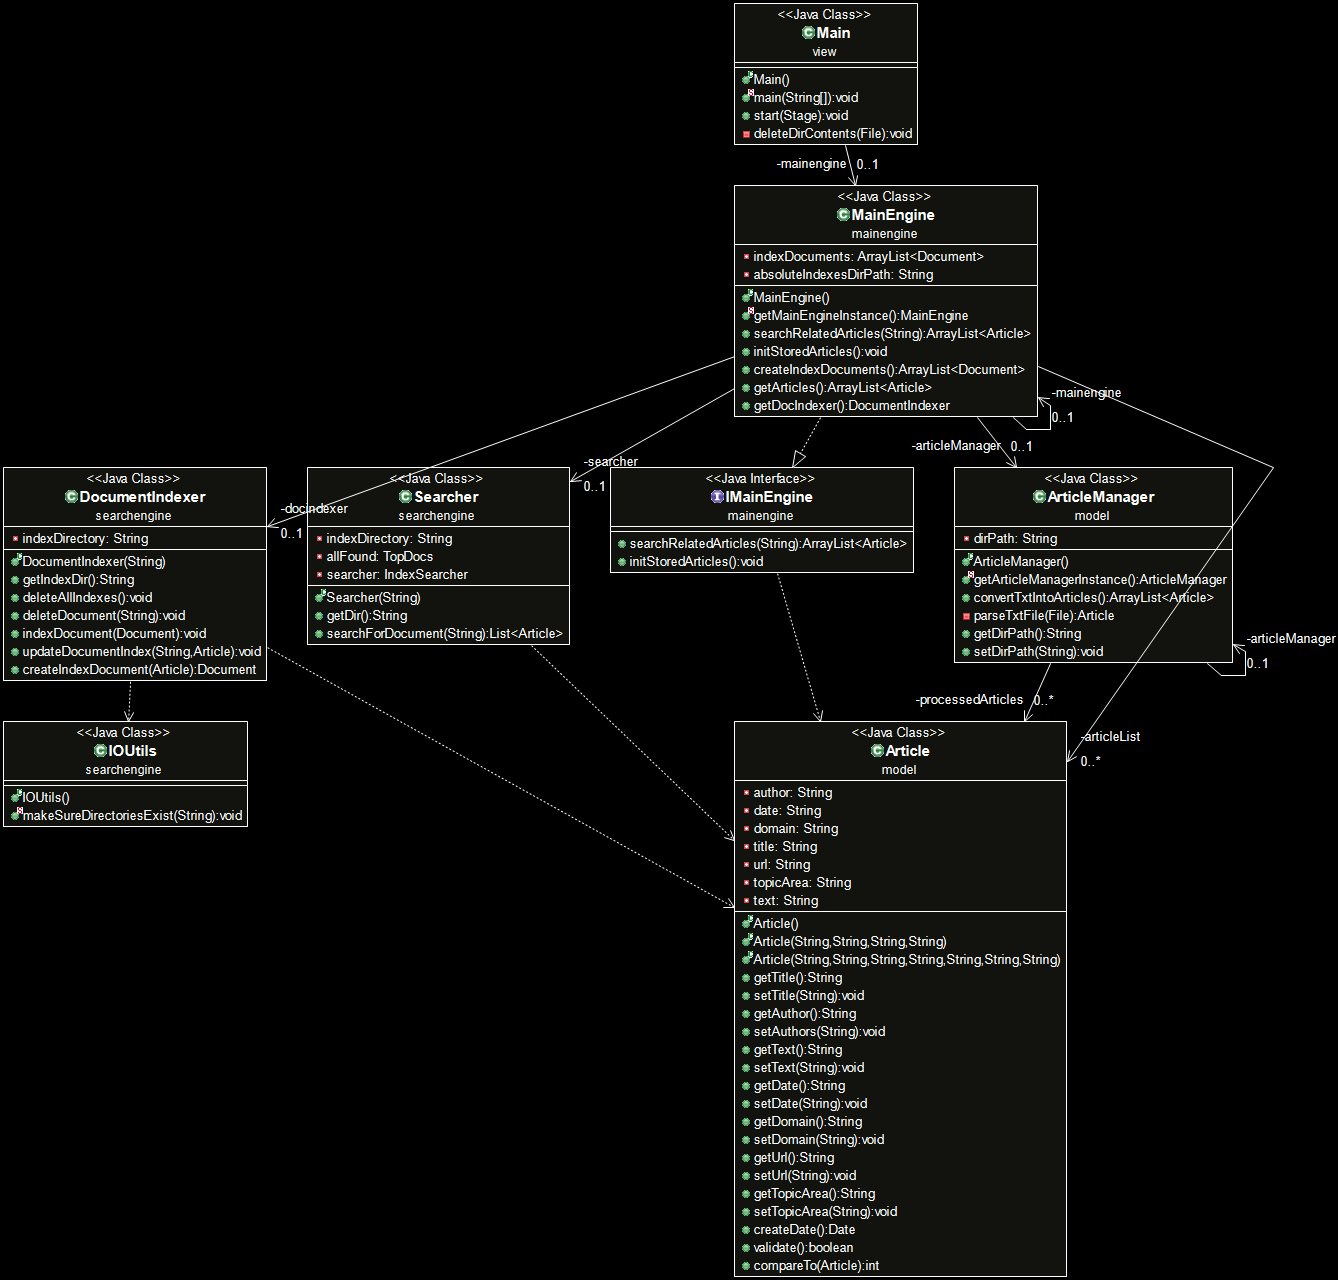 <<Java Class>>
Main
view
Main()
main(String[]):void
start(Stage):void
deleteDirContents(File):void
-mainengine 0..1
<<Java Class>>
MainEngine
mainengine
indexDocuments: ArrayList<Document>
absoluteIndexesDirPath: String
MainEngine()
getMainEngineInstance():MainEngine
searchRelatedArticles(String):ArrayList<Article>
initStoredArticles():void
createIndexDocuments():ArrayList<Document>
getArticles():ArrayList<Article>
getDocIndexer():DocumentIndexer
-mainengine
0..1
-articleManager 0..1
-searcher
0..1
-docindexer
0..1
<<Java Class>>
DocumentIndexer
searchengine
indexDirectory: String
DocumentIndexer(String)
getIndexDir():String
deleteAllIndexes():void
deleteDocument(String):void
indexDocument(Document):void
updateDocumentIndex(String,Article):void
createIndexDocument(Article):Document
<<Java Class>>
Searcher
searchengine
indexDirectory: String
allFound: TopDocs
searcher: IndexSearcher
Searcher(String)
getDir():String
searchForDocument(String):List<Article>
<<Java Interface>>
IMainEngine
mainengine
searchRelatedArticles(String):ArrayList<Article>
initStoredArticles():void
<<Java Class>>
ArticleManager
model
dirPath: String
ArticleManager()
getArticleManagerInstance():ArticleManager
convertTxtIntoArticles():ArrayList<Article>
parseTxtFile(File):Article
getDirPath():String
setDirPath(String):void
-articleManager
0..1
-processedArticles 0..*
-articleList
0..*
<<Java Class>>
IOUtils
searchengine
IOUtils()
makeSureDirectoriesExist(String):void
<<Java Class>>
Article
model
author: String
date: String
domain: String
title: String
url: String
topicArea: String
text: String
Article()
Article(String,String,String,String)
Article(String,String,String,String,String,String,String)
getTitle():String
setTitle(String):void
getAuthor():String
setAuthors(String):void
getText():String
setText(String):void
getDate():String
setDate(String):void
getDomain():String
setDomain(String):void
getUrl():String
setUrl(String):void
getTopicArea():String
setTopicArea(String):void
createDate():Date
validate():boolean
compareTo(Article):int